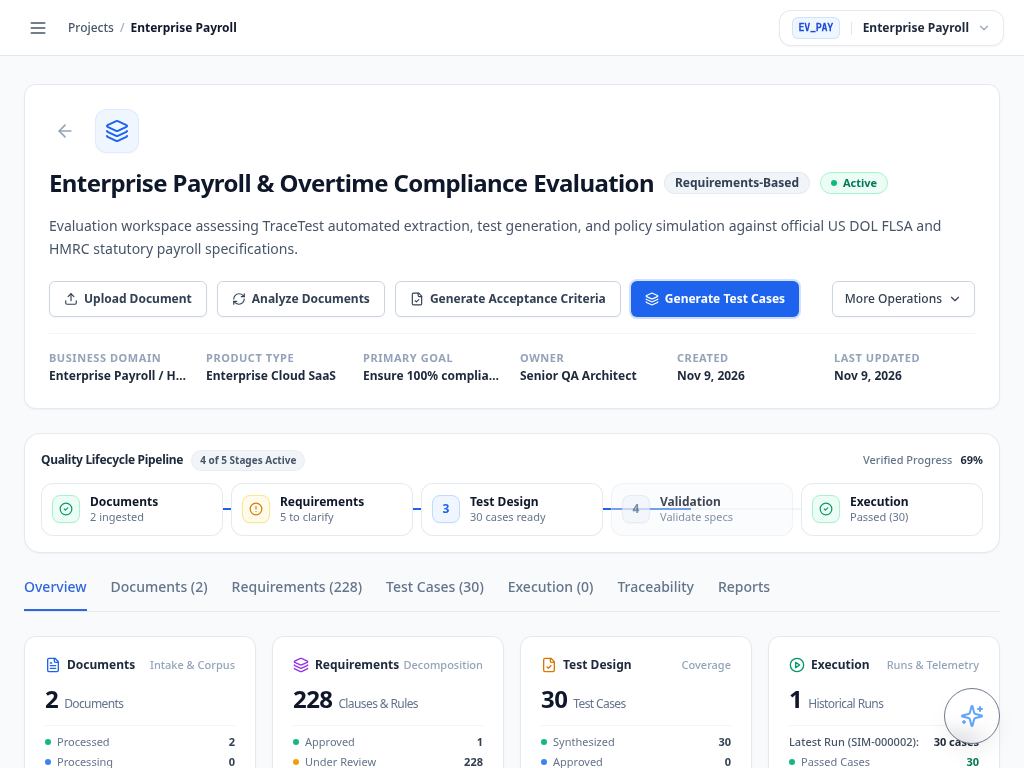 Projects / Enterprise Payroll
EV_PAY Enterprise Payroll
Enterprise Payroll & Overtime Compliance Evaluation Requirements-Based Active
Evaluation workspace assessing TraceTest automated extraction, test generation, and policy simulation against official US DOL FLSA and
HMRC statutory payroll specifications.
Upload Document Analyze Documents Generate Acceptance Criteria Generate Test Cases More Operations
BUSINESS DOMAIN PRODUCT TYPE PRIMARY GOAL OWNER CREATED LAST UPDATED
Enterprise Payroll / H... Enterprise Cloud SaaS Ensure 100% complia... Senior QA Architect Nov 9, 2026 Nov 9, 2026
Quality Lifecycle Pipeline 4 of 5 Stages Active Verified Progress 69%
Documents
2 ingested
Requirements
5 to clarify
3 Test Design
30 cases ready
4 Validation
Validate specs
Execution
Passed (30)
Overview Documents (2) Requirements (228) Test Cases (30) Execution (0) Traceability Reports
Documents Intake & Corpus
2 Documents
Processed 2
Processing 0
Requirements Decomposition
228 Clauses & Rules
Approved 1
Under Review 228
Test Design Coverage
30 Test Cases
Synthesized 30
Approved 0
Execution Runs & Telemetry
1 Historical Runs
Latest Run (SIM-000002): 30 cases
Passed Cases 30